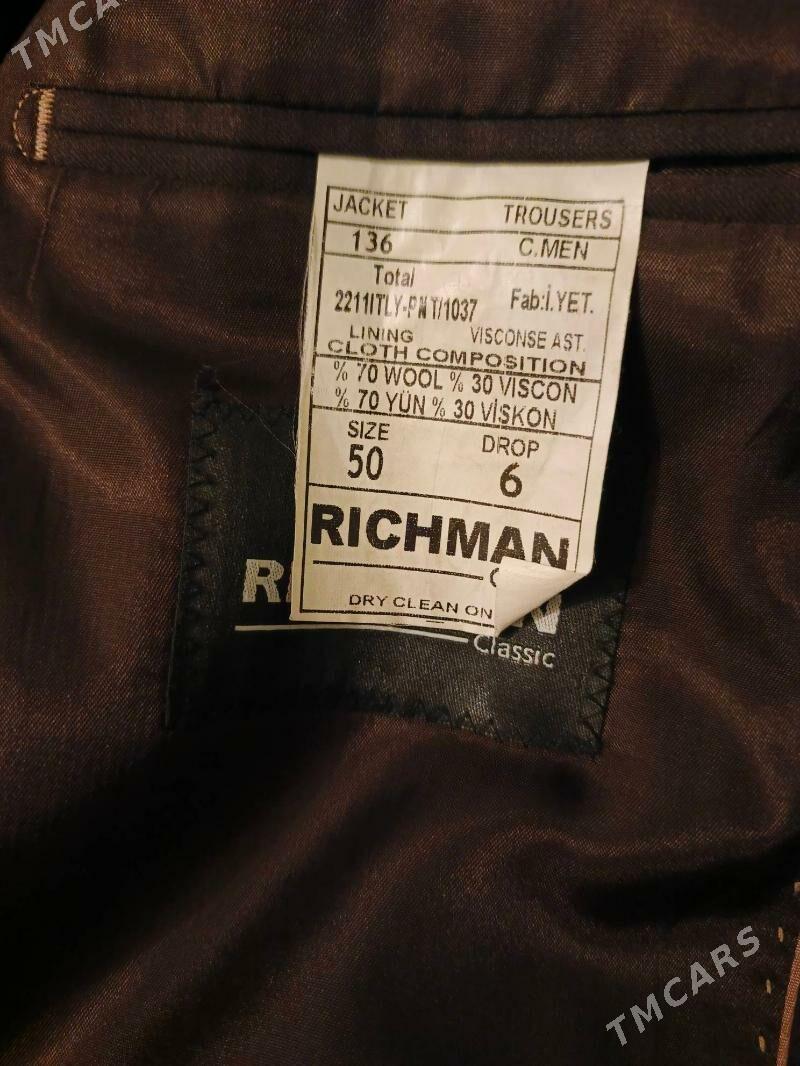 TMCARS
JACKET TROUSERS
136 C.MEN
Total
2211ITLY-PNT/1037 Fab:İ.YET.
LINING VISCONSE AST.
CLOTH COMPOSITION
% 70 WOOL % 30 VISCON
% 70 YÜN % 30 VİSKON
SIZE DROP
50 6
RICHMAN
DRY CLEAN ON
Classic
TMCARS